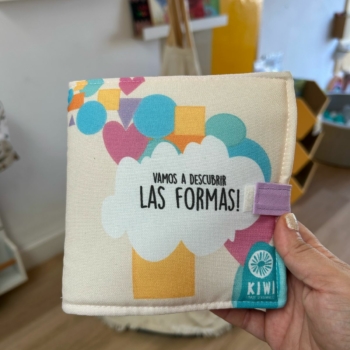 VAMOS A DESCUBRIR
LAS FORMAS!
KIWI